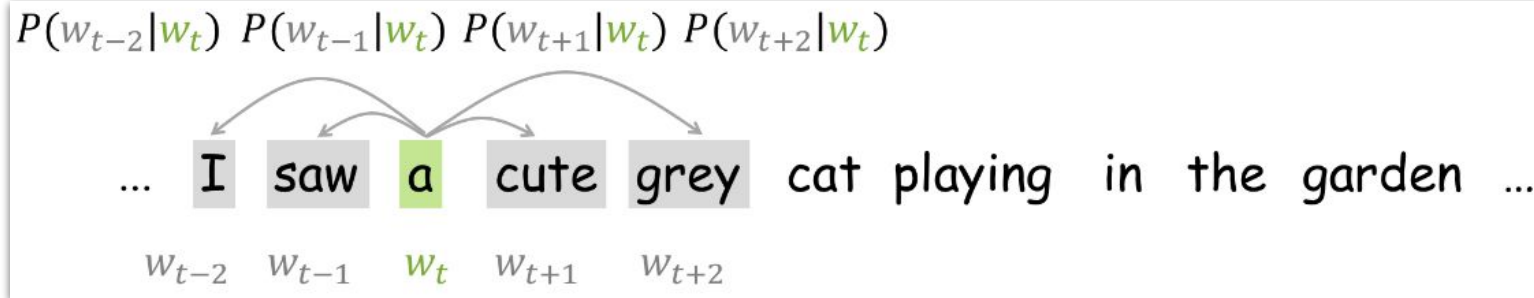 P(w_{t−2}|w_t) P(w_{t−1}|w_t) P(w_{t+1}|w_t) P(w_{t+2}|w_t)
... I saw a cute grey cat playing in the garden ...
w_{t−2} w_{t−1} w_t w_{t+1} w_{t+2}